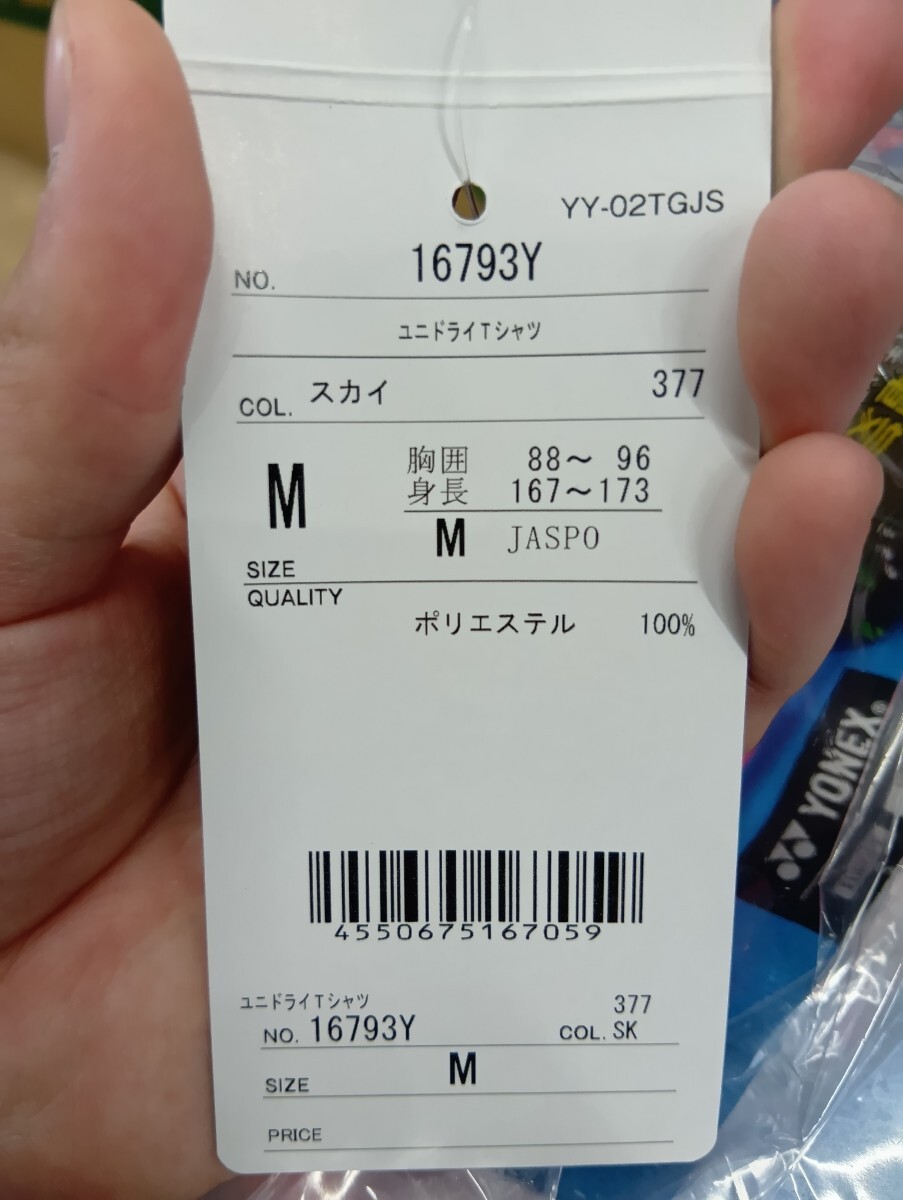 YY-02TGJS
NO. 16793Y
ユニドライTシャツ
COL. スカイ 377
胸囲 88～ 96
身長 167～173
M
M JASPO
SIZE
QUALITY
ポリエステル 100%
4550675167059
ユニドライTシャツ 377
NO. 16793Y COL. SK
SIZE M
PRICE
YONEX®